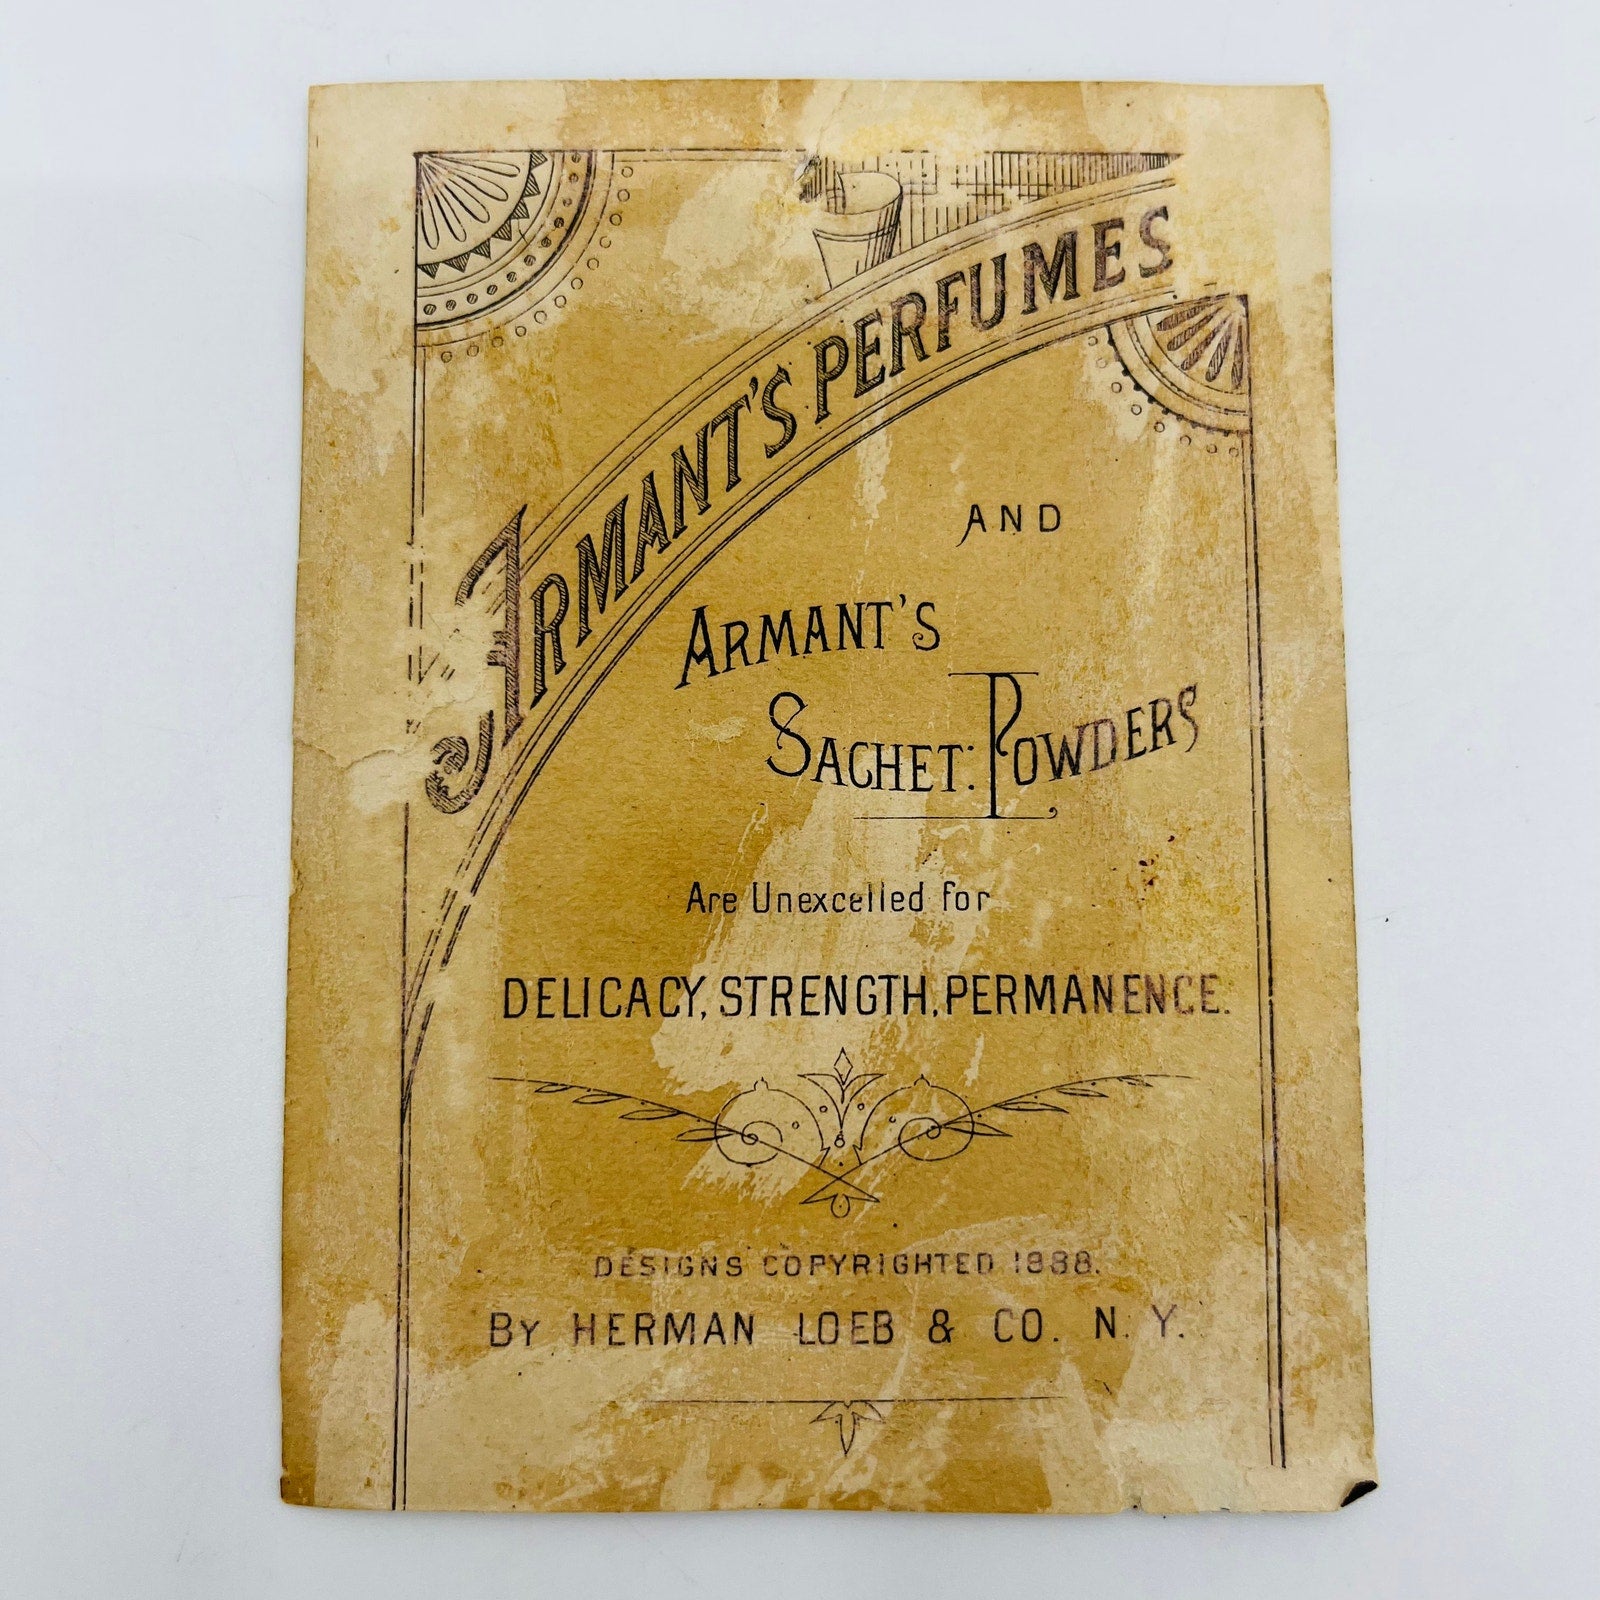 ARMANT'S PERFUMES
AND
ARMANT'S
SACHET: POWDERS
Are Unexcelled for
DELICACY, STRENGTH, PERMANENCE.
DESIGNS COPYRIGHTED 1888.
BY HERMAN LOEB & CO. N. Y.